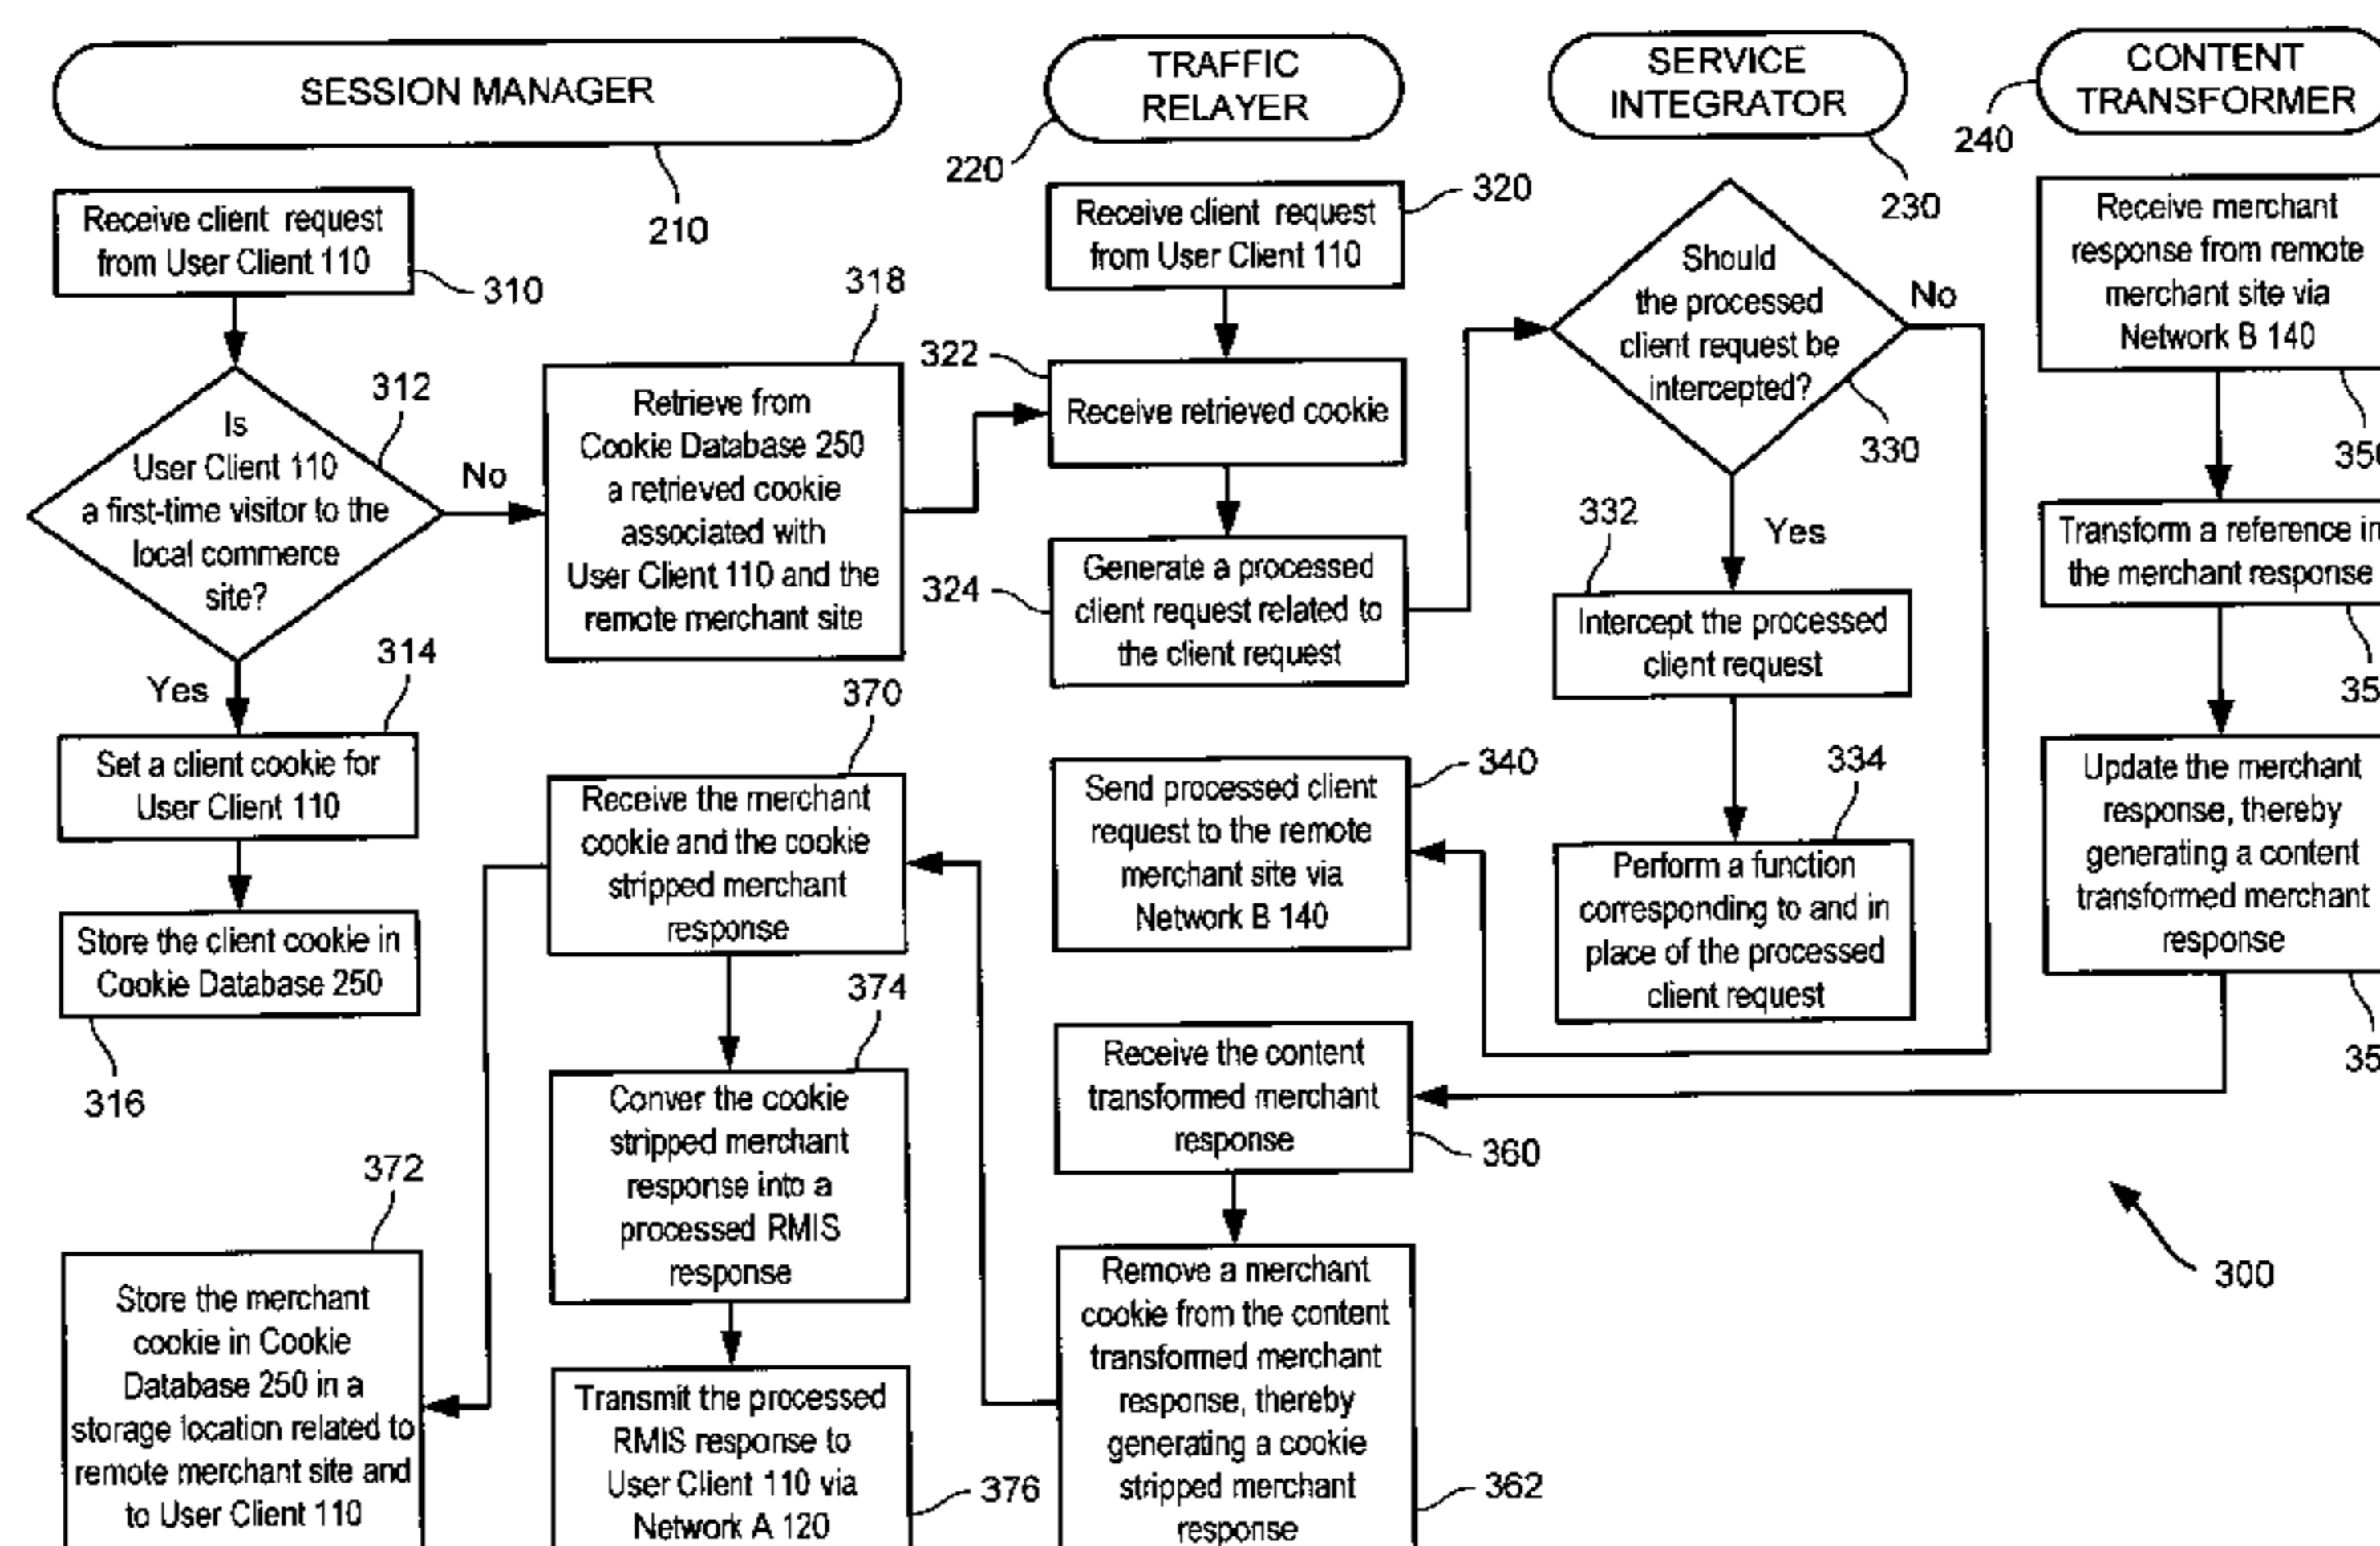 SESSION MANAGER
210
TRAFFIC
RELAYER
220
SERVICE
INTEGRATOR
230
CONTENT
TRANSFORMER
240
Receive client request
from User Client 110
310
Is
User Client 110
a first-time visitor to the
local commerce
site?
312
No
Yes
314
Set a client cookie for
User Client 110
Store the client cookie in
Cookie Database 250
316
318
Retrieve from
Cookie Database 250
a retrieved cookie
associated with
User Client 110 and the
remote merchant site
Receive client request
from User Client 110
320
322
Receive retrieved cookie
324
Generate a processed
client request related to
the client request
Should
the processed
client request be
intercepted?
No
330
Yes
332
Intercept the processed
client request
334
Perform a function
corresponding to and in
place of the processed
client request
Send processed client
request to the remote
merchant site via
Network B 140
340
Receive merchant
response from remote
merchant site via
Network B 140
35
Transform a reference in
the merchant response
35
Update the merchant
response, thereby
generating a content
transformed merchant
response
35
Receive the content
transformed merchant
response
360
Remove a merchant
cookie from the content
transformed merchant
response, thereby
generating a cookie
stripped merchant
response
362
370
Receive the merchant
cookie and the cookie
stripped merchant
response
372
Store the merchant
cookie in Cookie
Database 250 in a
storage location related to
remote merchant site and
to User Client 110
374
Conver the cookie
stripped merchant
response into a
processed RMIS
response
Transmit the processed
RMIS response to
User Client 110 via
Network A 120
376
300